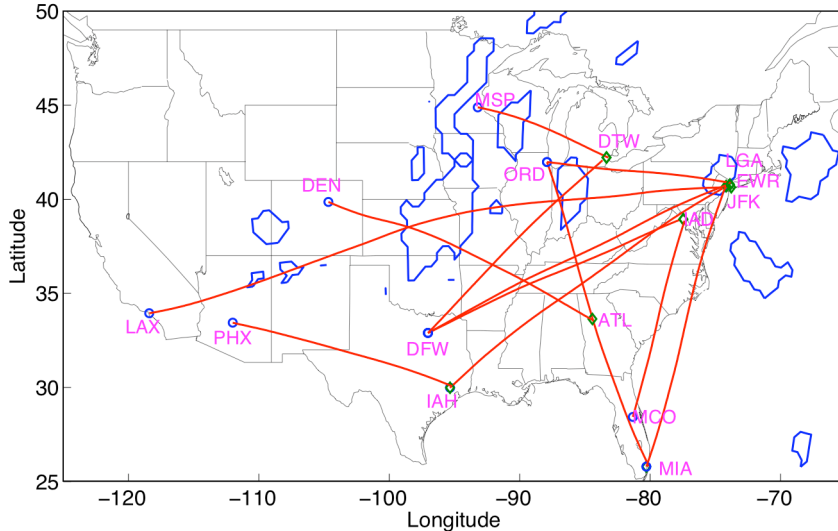 50
45
40
35
30
25
Latitude
MSP
DTW
LGA
ORD
EWR
DEN
JFK
AD
LAX
ATL
PHX
DFW
IAH
MCO
MIA
−120
−110
−100
−90
−80
−70
Longitude